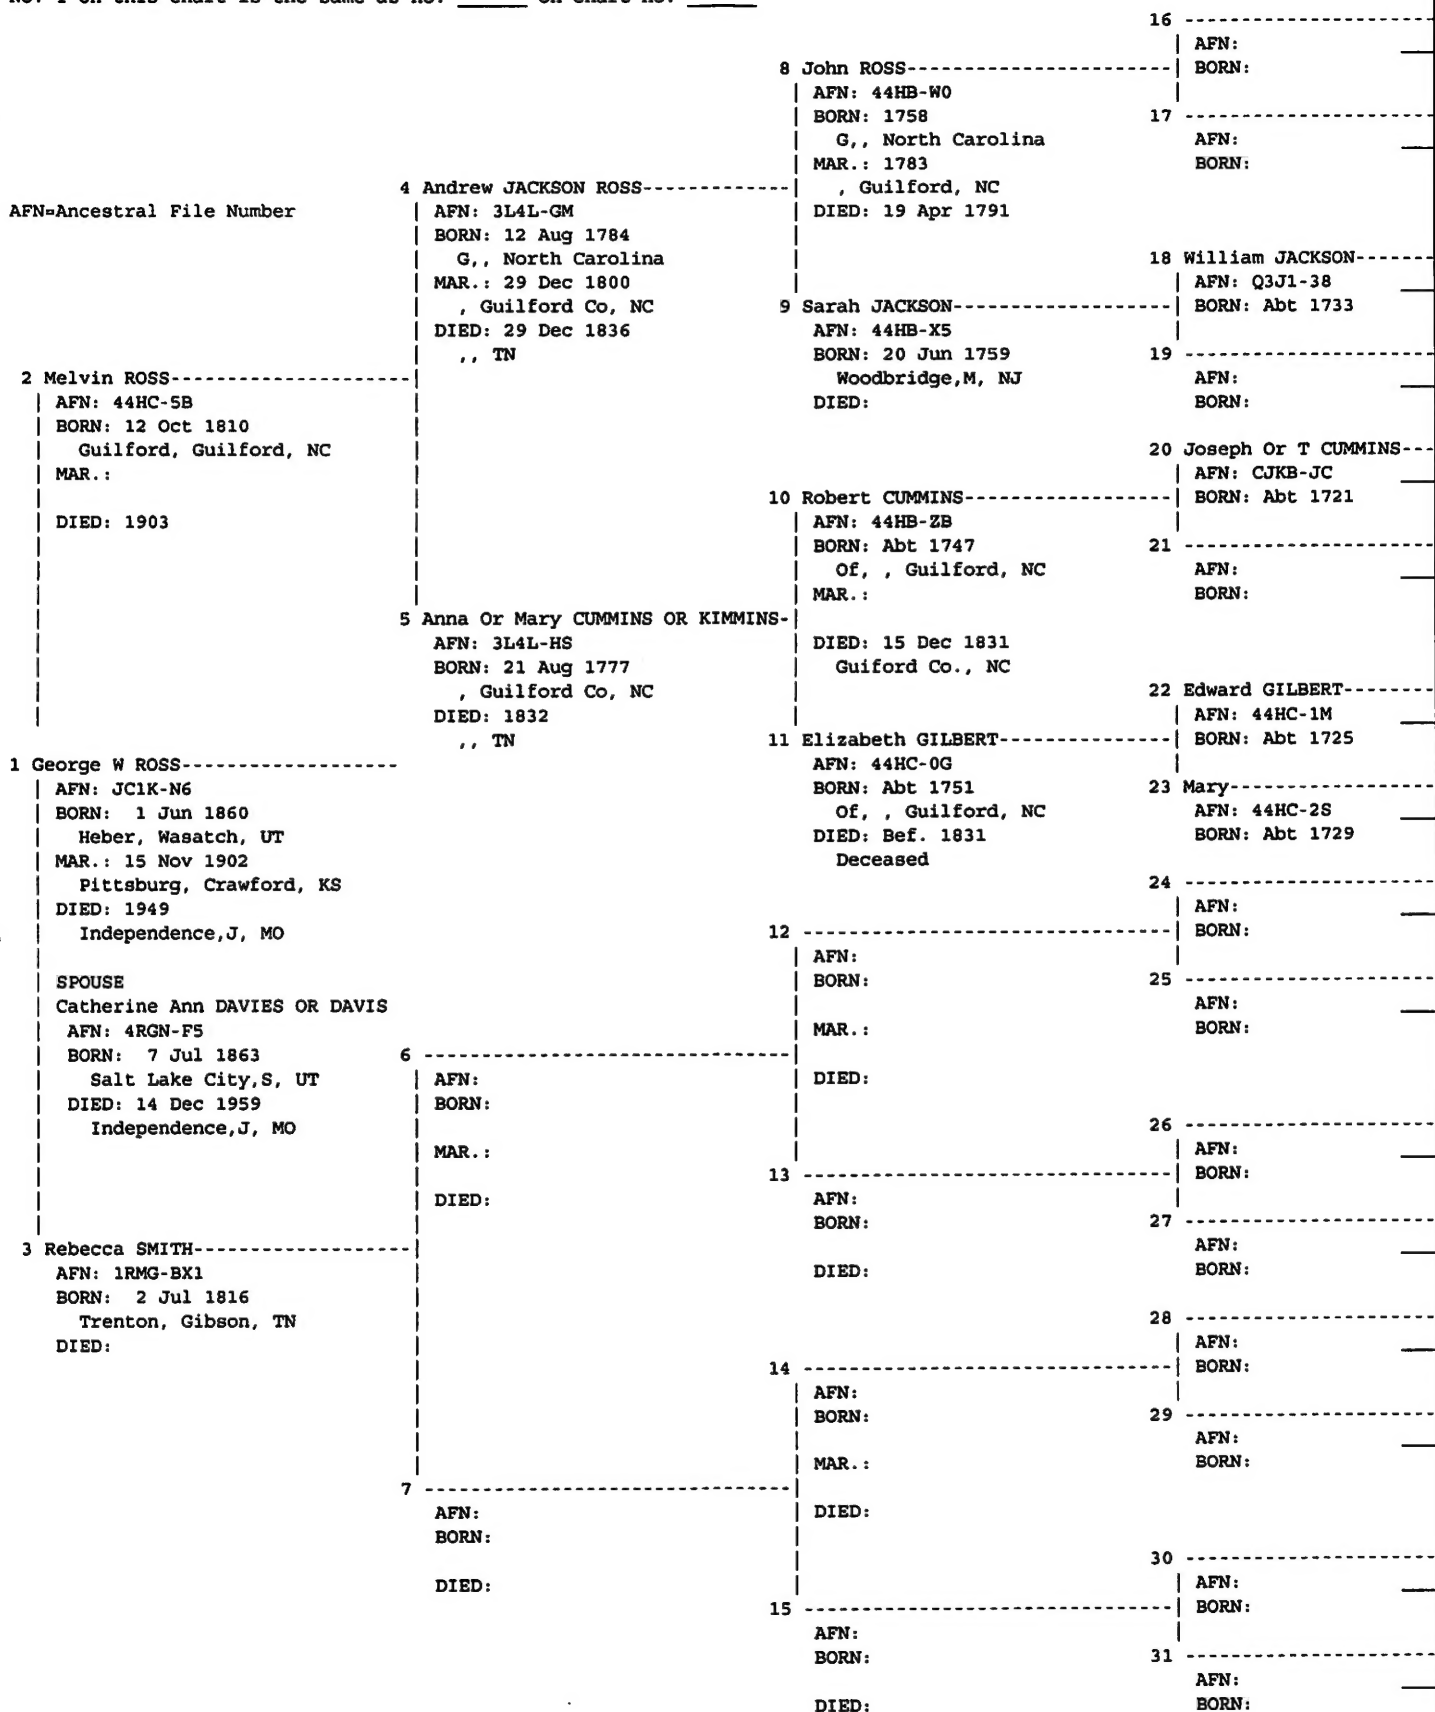 No. 1 on this chart is the same as no. ______ on chart no. ______
16
AFN:
BORN:
8 John ROSS
AFN: 44HB-W0
BORN: 1758
G,, North Carolina
MAR.: 1783
, Guilford, NC
DIED: 19 Apr 1791
17
AFN:
BORN:
4 Andrew JACKSON ROSS
AFN: 3L4L-GM
BORN: 12 Aug 1784
G,, North Carolina
MAR.: 29 Dec 1800
, Guilford Co, NC
DIED: 29 Dec 1836
,, TN
AFN=Ancestral File Number
18 William JACKSON
AFN: Q3J1-38
BORN: Abt 1733
9 Sarah JACKSON
AFN: 44HB-X5
BORN: 20 Jun 1759
Woodbridge,M, NJ
DIED:
19
AFN:
BORN:
2 Melvin ROSS
AFN: 44HC-5B
BORN: 12 Oct 1810
Guilford, Guilford, NC
MAR.:
DIED: 1903
20 Joseph Or T CUMMINS
AFN: CJKB-JC
BORN: Abt 1721
10 Robert CUMMINS
AFN: 44HB-ZB
BORN: Abt 1747
Of, , Guilford, NC
MAR.:
DIED: 15 Dec 1831
Guiford Co., NC
21
AFN:
BORN:
5 Anna Or Mary CUMMINS OR KIMMINS
AFN: 3L4L-HS
BORN: 21 Aug 1777
, Guilford Co, NC
DIED: 1832
,, TN
22 Edward GILBERT
AFN: 44HC-1M
BORN: Abt 1725
11 Elizabeth GILBERT
AFN: 44HC-0G
BORN: Abt 1751
Of, , Guilford, NC
DIED: Bef. 1831
Deceased
23 Mary
AFN: 44HC-2S
BORN: Abt 1729
1 George W ROSS
AFN: JC1K-N6
BORN: 1 Jun 1860
Heber, Wasatch, UT
MAR.: 15 Nov 1902
Pittsburg, Crawford, KS
DIED: 1949
Independence,J, MO
SPOUSE
Catherine Ann DAVIES OR DAVIS
AFN: 4RGN-F5
BORN: 7 Jul 1863
Salt Lake City,S, UT
DIED: 14 Dec 1959
Independence,J, MO
24
AFN:
BORN:
12
AFN:
BORN:
MAR.:
DIED:
25
AFN:
BORN:
6
AFN:
BORN:
MAR.:
DIED:
26
AFN:
BORN:
13
AFN:
BORN:
DIED:
27
AFN:
BORN:
3 Rebecca SMITH
AFN: 1RMG-BX1
BORN: 2 Jul 1816
Trenton, Gibson, TN
DIED:
28
AFN:
BORN:
14
AFN:
BORN:
MAR.:
DIED:
29
AFN:
BORN:
7
AFN:
BORN:
DIED:
30
AFN:
BORN:
15
AFN:
BORN:
DIED:
31
AFN:
BORN: